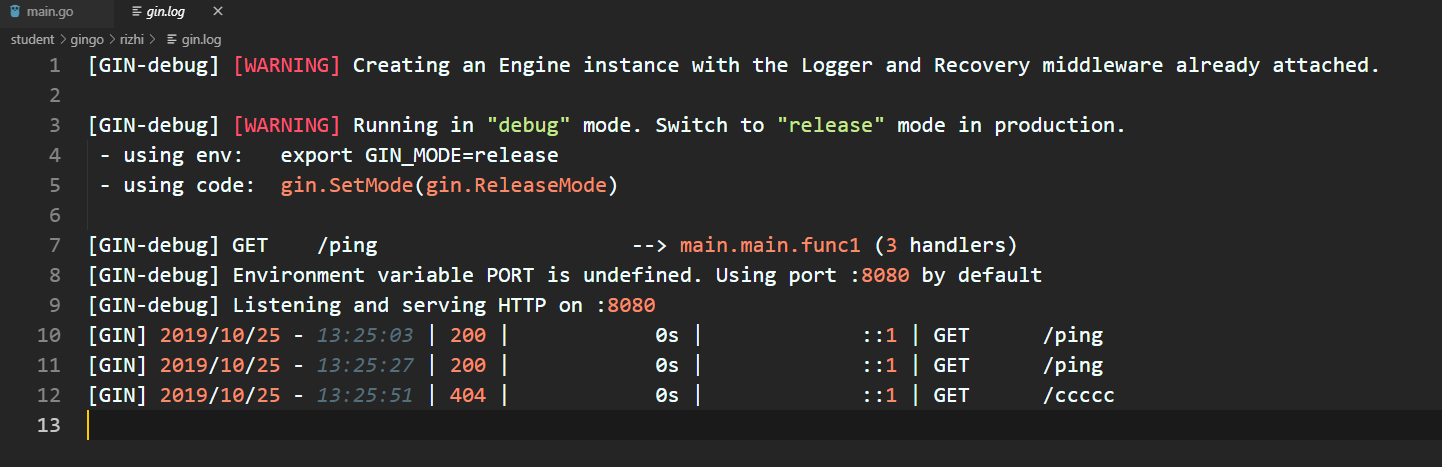 main.go gin.log ×
student > gingo > rizhi > gin.log
1 [GIN-debug] [WARNING] Creating an Engine instance with the Logger and Recovery middleware already attached.
2
3 [GIN-debug] [WARNING] Running in "debug" mode. Switch to "release" mode in production.
4 - using env:   export GIN_MODE=release
5 - using code:  gin.SetMode(gin.ReleaseMode)
6
7 [GIN-debug] GET    /ping                     --> main.main.func1 (3 handlers)
8 [GIN-debug] Environment variable PORT is undefined. Using port :8080 by default
9 [GIN-debug] Listening and serving HTTP on :8080
10 [GIN] 2019/10/25 - 13:25:03 | 200 |            0s |             ::1 | GET      /ping
11 [GIN] 2019/10/25 - 13:25:27 | 200 |            0s |             ::1 | GET      /ping
12 [GIN] 2019/10/25 - 13:25:51 | 404 |            0s |             ::1 | GET      /ccccc
13